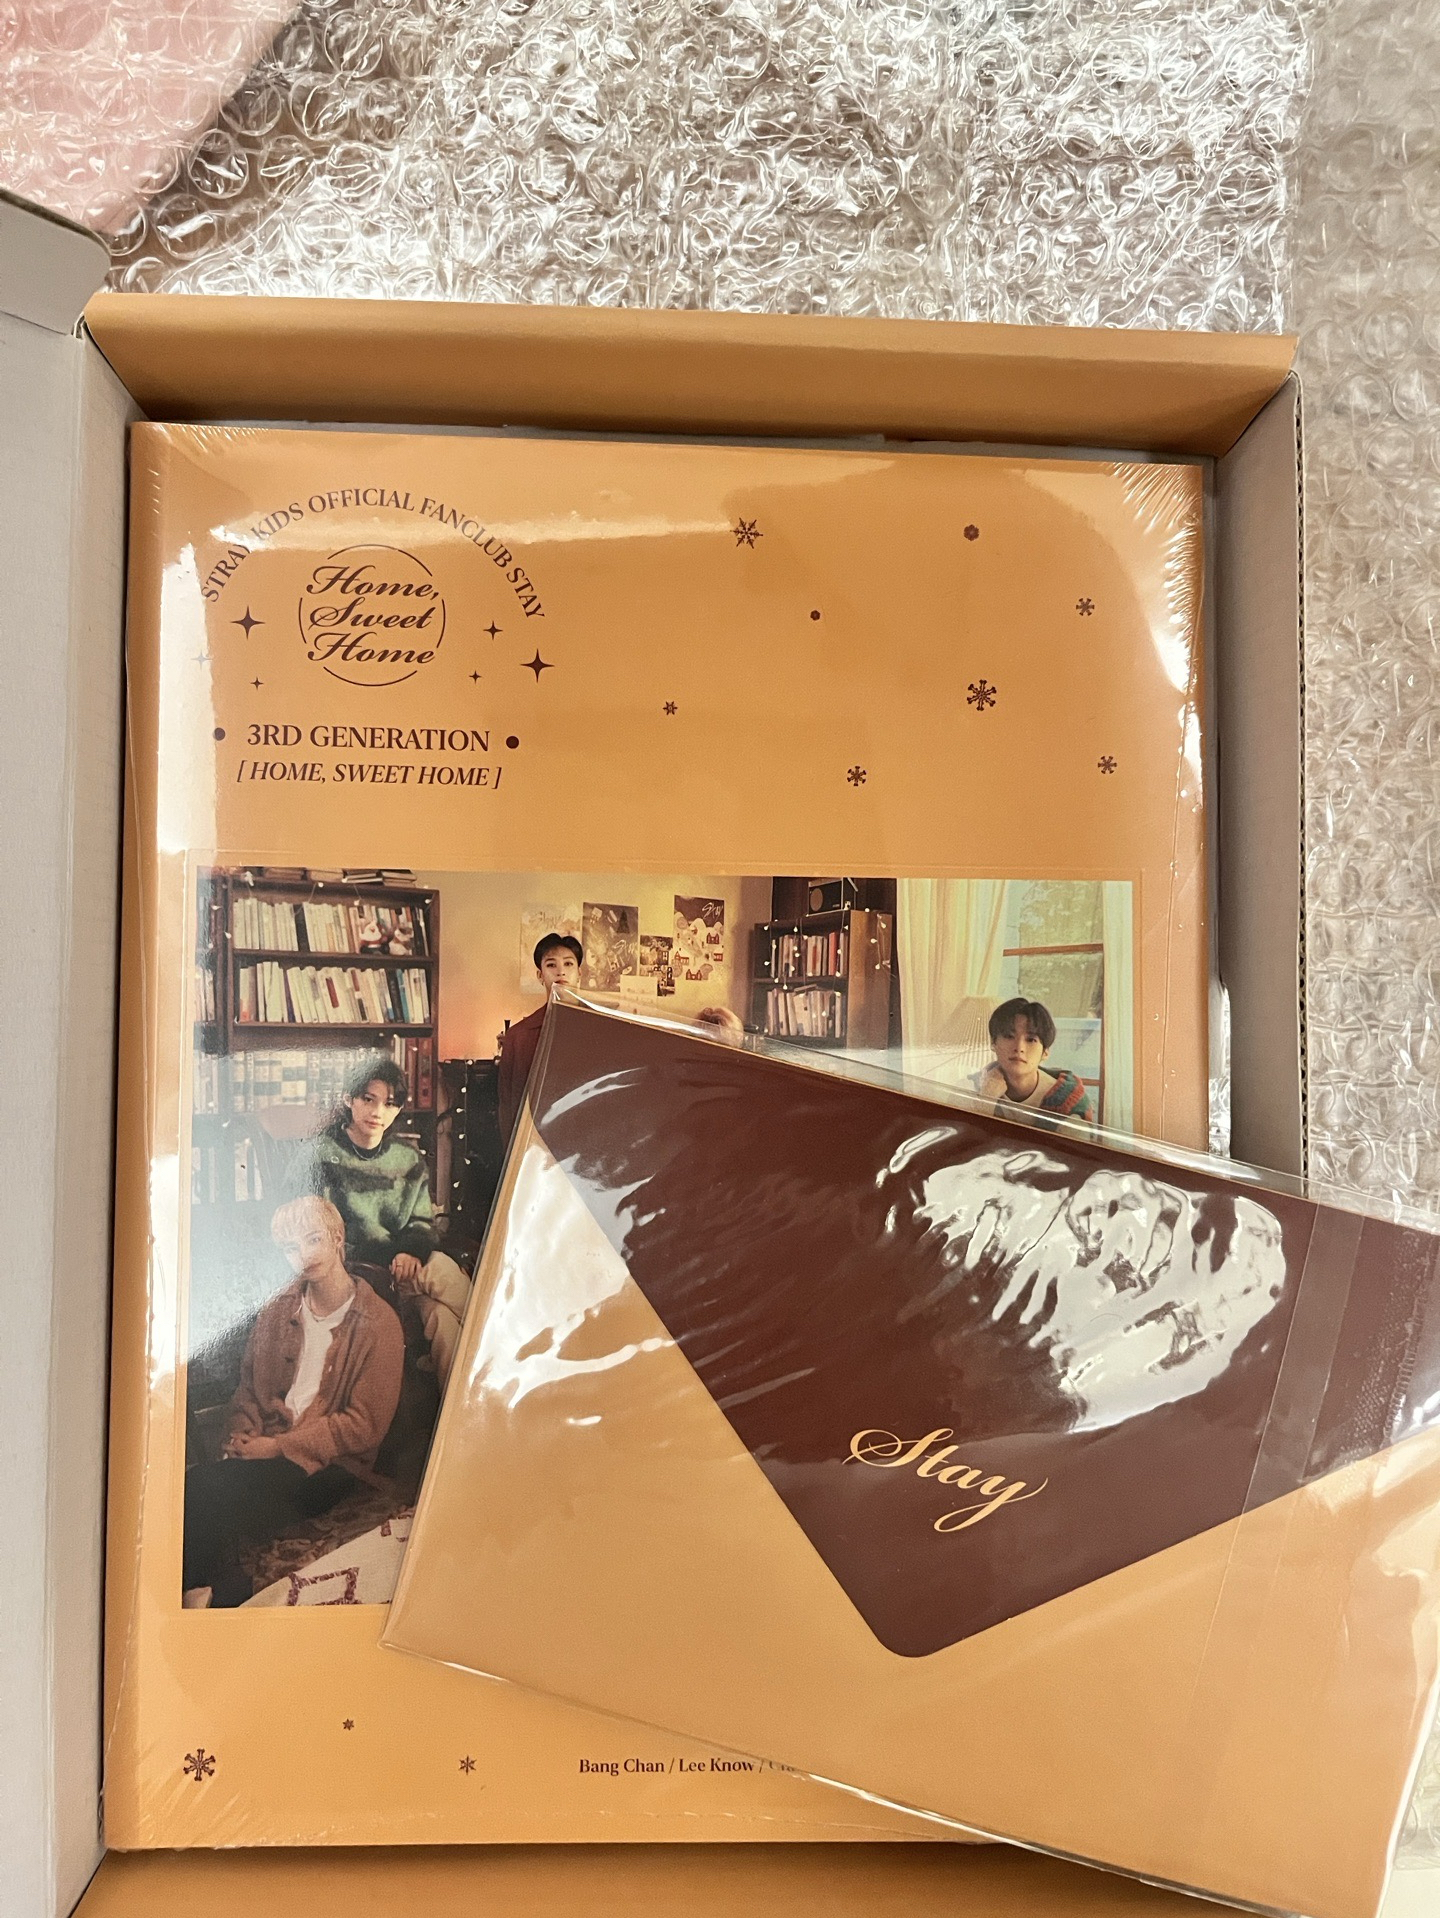 STRAY KIDS OFFICIAL FANCLUB STAY
Home,
Sweet
Home
• 3RD GENERATION •
[ HOME, SWEET HOME ]
Stay
Bang Chan / Lee Know /